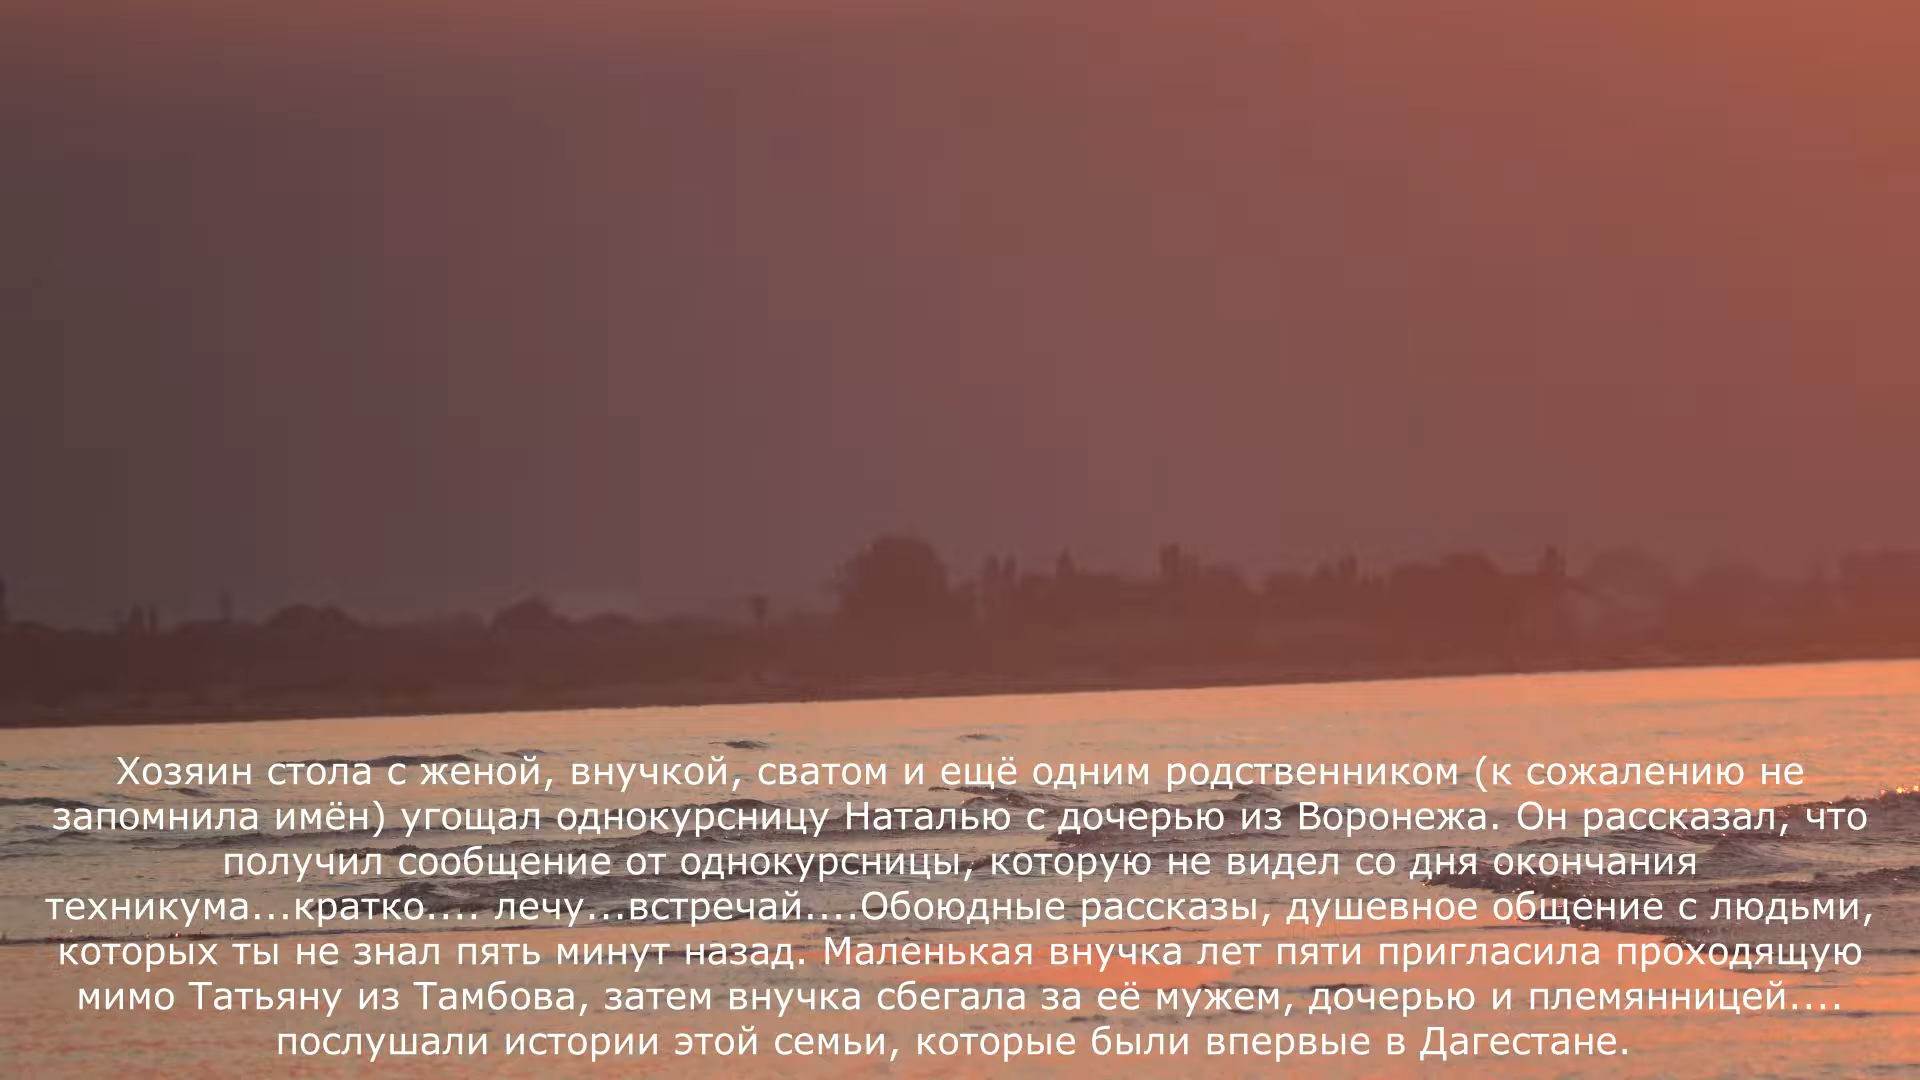 Хозяин стола с женой, внучкой, сватом и ещё одним родственником (к сожалению не
запомнила имён) угощал однокурсницу Наталью с дочерью из Воронежа. Он рассказал, что
получил сообщение от однокурсницы, которую не видел со дня окончания
техникума...кратко.... лечу...встречай....Обоюдные рассказы, душевное общение с людьми,
которых ты не знал пять минут назад. Маленькая внучка лет пяти пригласила проходящую
мимо Татьяну из Тамбова, затем внучка сбегала за её мужем, дочерью и племянницей....
послушали истории этой семьи, которые были впервые в Дагестане.